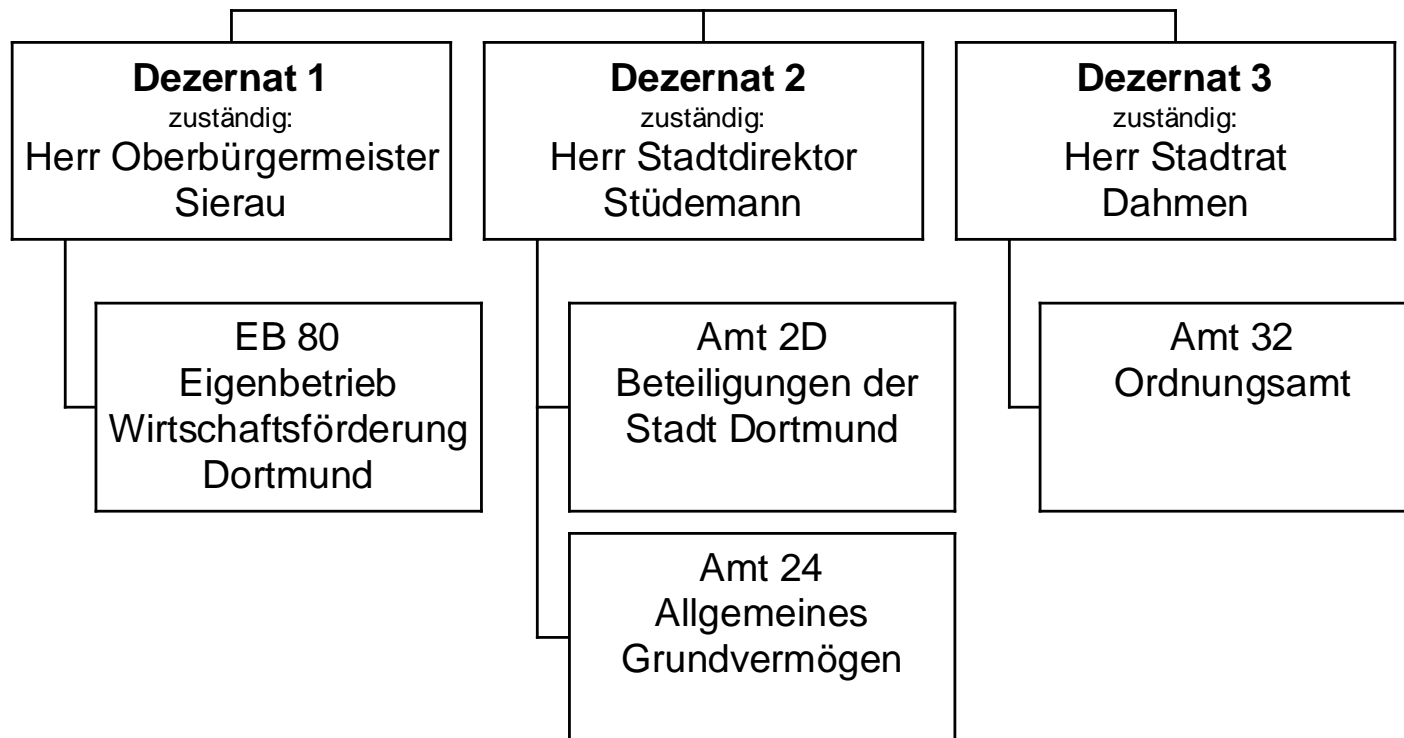 Dezernat 1
zuständig:
Herr Oberbürgermeister
Sierau
Dezernat 2
zuständig:
Herr Stadtdirektor
Stüdemann
Dezernat 3
zuständig:
Herr Stadtrat
Dahmen
EB 80
Eigenbetrieb
Wirtschaftsförderung
Dortmund
Amt 2D
Beteiligungen der
Stadt Dortmund
Amt 32
Ordnungsamt
Amt 24
Allgemeines
Grundvermögen